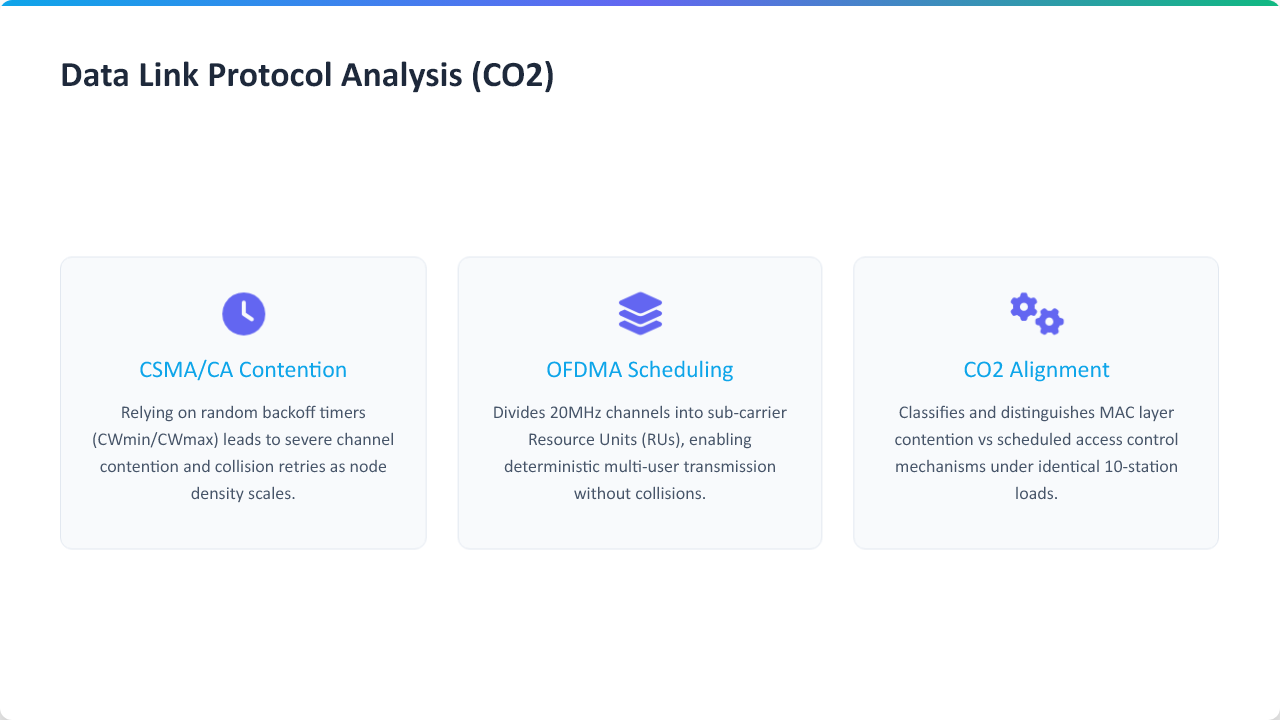 Data Link Protocol Analysis (CO2)
CSMA/CA Contention
Relying on random backoff timers
(CWmin/CWmax) leads to severe channel
contention and collision retries as node
density scales.
OFDMA Scheduling
Divides 20MHz channels into sub-carrier
Resource Units (RUs), enabling
deterministic multi-user transmission
without collisions.
CO2 Alignment
Classifies and distinguishes MAC layer
contention vs scheduled access control
mechanisms under identical 10-station
loads.